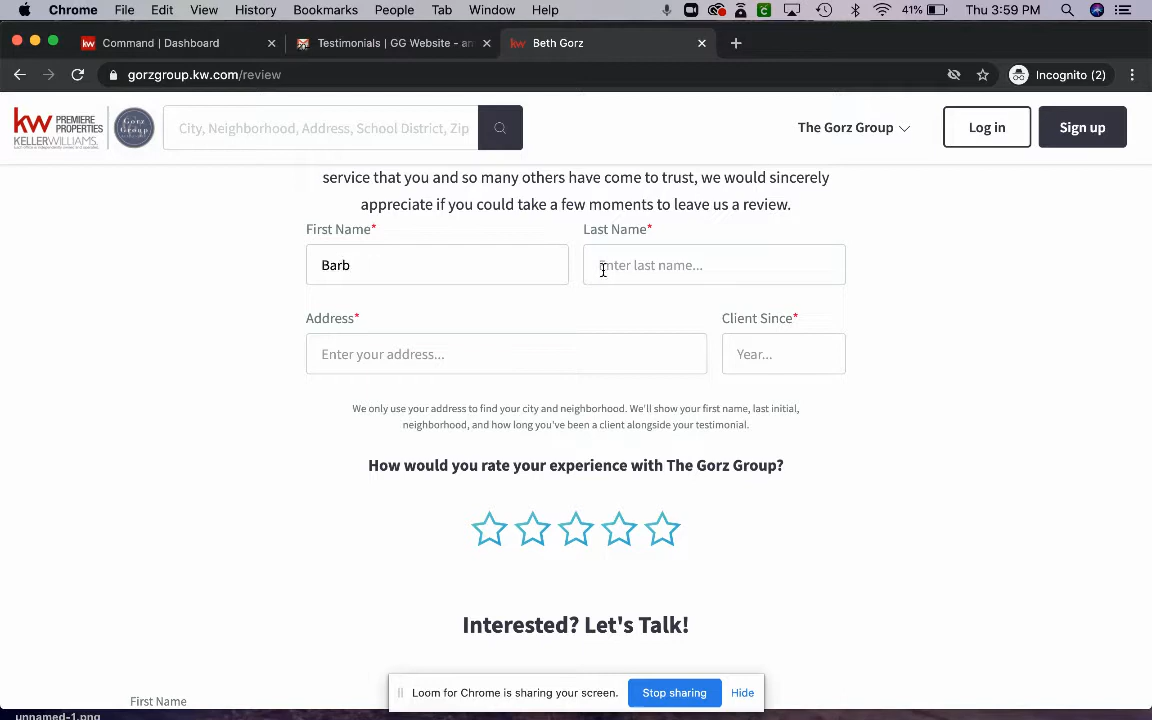 Chrome File Edit View History Bookmarks People Tab Window Help 41% Thu 3:59 PM
kw Command | Dashboard Testimonials | GG Website - an kw Beth Gorz
gorzgroup.kw.com/review Incognito (2)
kw PREMIERE PROPERTIES KELLERWILLIAMS. Gorz Group City, Neighborhood, Address, School District, Zip The Gorz Group Log in Sign up
service that you and so many others have come to trust, we would sincerely
appreciate if you could take a few moments to leave us a review.
First Name* Last Name*
Barb Enter last name...
Address* Client Since*
Enter your address... Year...
We only use your address to find your city and neighborhood. We'll show your first name, last initial,
neighborhood, and how long you've been a client alongside your testimonial.
How would you rate your experience with The Gorz Group?
Interested? Let's Talk!
Loom for Chrome is sharing your screen. Stop sharing Hide
First Name
unnamed-1.png